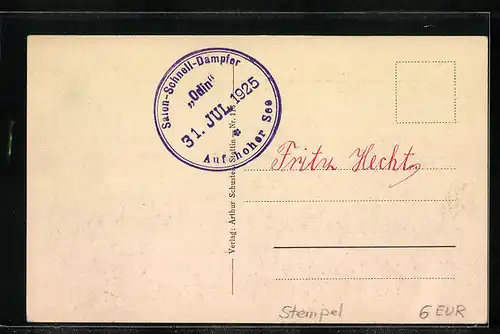 Salon-Schnell-Dampfer
„Odin“
31. JUL 1925
*
Auf hoher See
Fritz Hecht
Verlag: Arthur Schuster, Stettin. Nr. 
Stempel
6 EUR